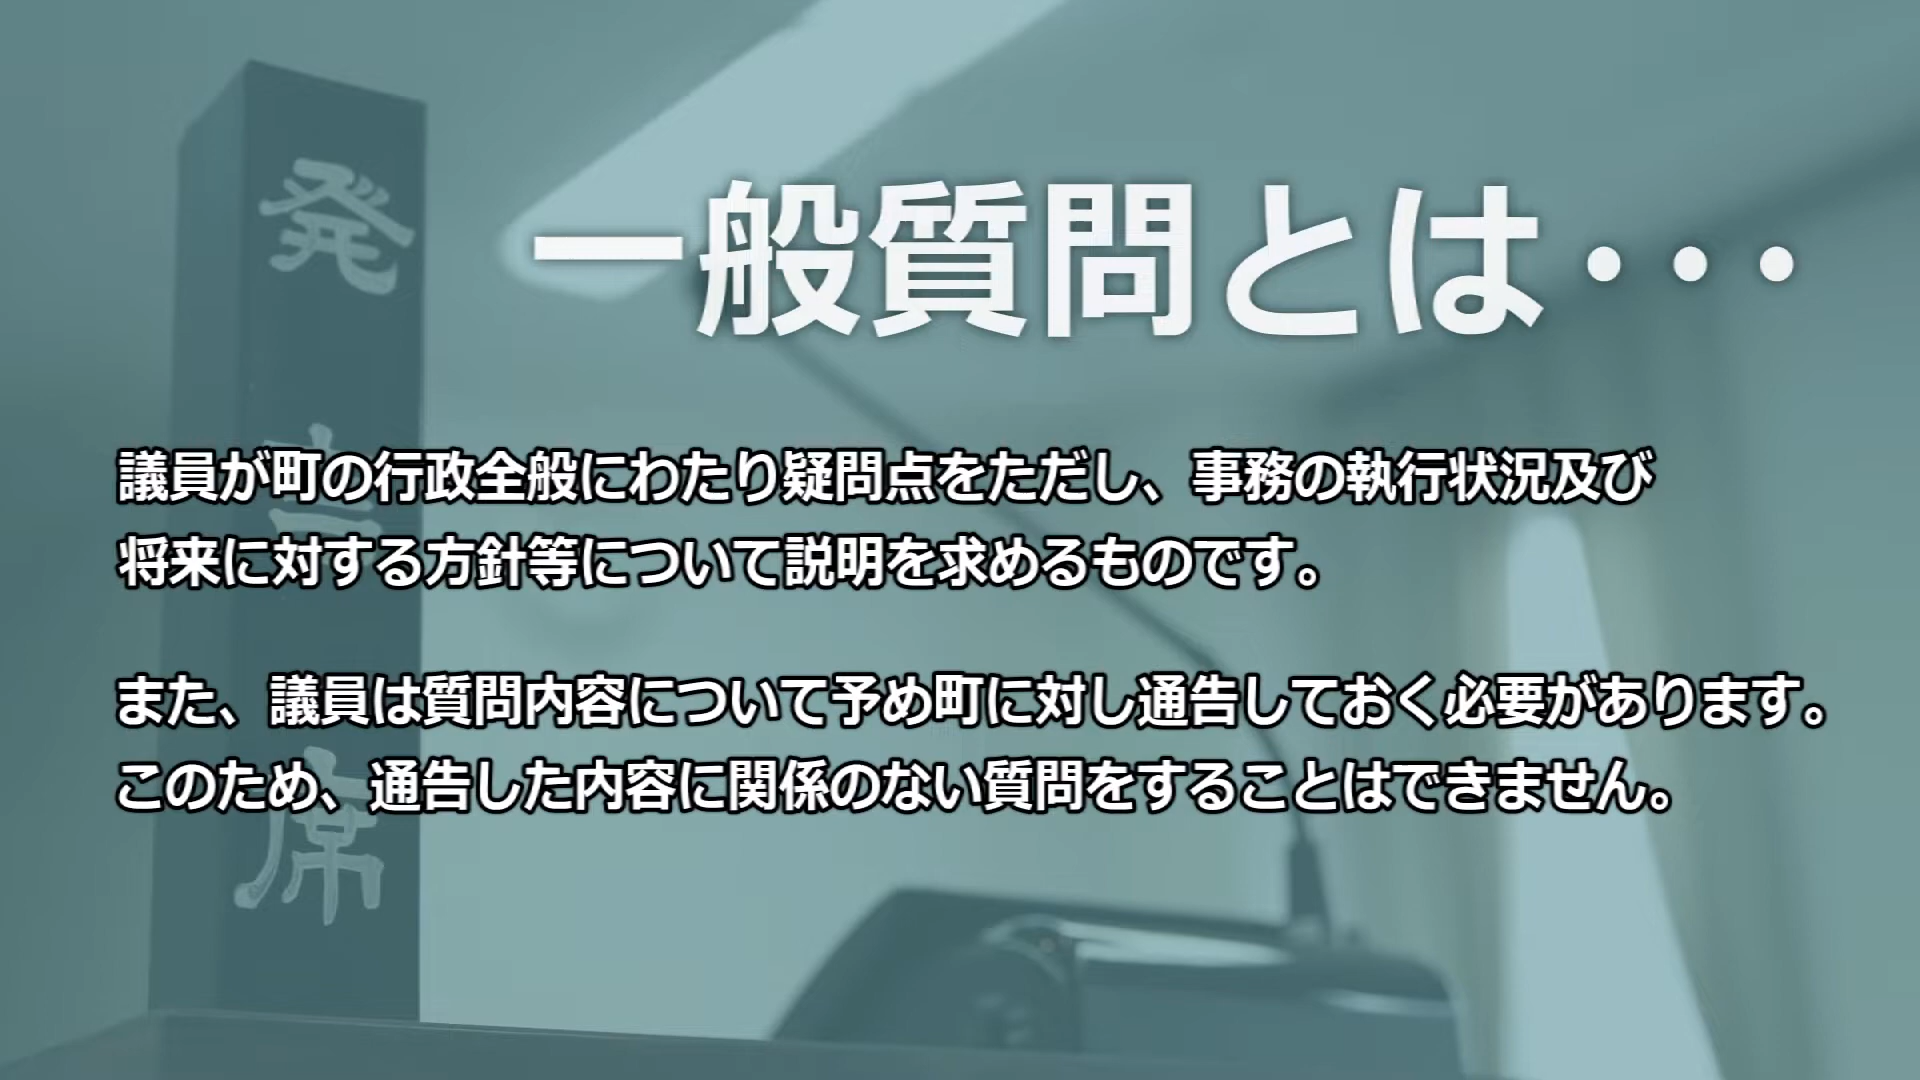 一般質問とは・・・
議員が町の行政全般にわたり疑問点をただし、事務の執行状況及び
将来に対する方針等について説明を求めるものです。
また、議員は質問内容について予め町に対し通告しておく必要があります。
このため、通告した内容に関係のない質問をすることはできません。
発言席